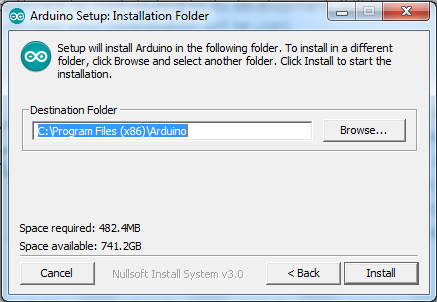 Arduino Setup: Installation Folder
Setup will install Arduino in the following folder. To install in a different
folder, click Browse and select another folder. Click Install to start the
installation.
Destination Folder
C:\Program Files (x86)\Arduino
Browse...
Space required: 482.4MB
Space available: 741.2GB
Cancel
Nullsoft Install System v3.0
< Back
Install